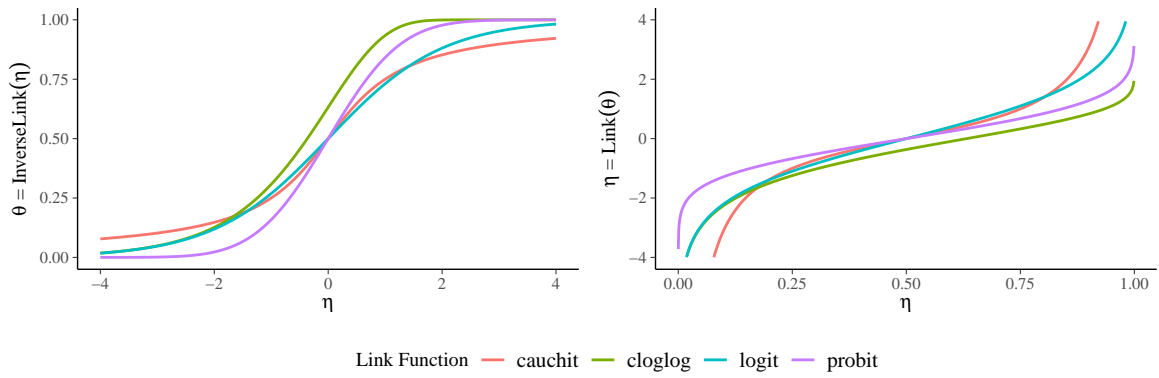 1.00
0.75
0.50
0.25
0.00
θ = InverseLink(η)
−4 −2 0 2 4
η
4
2
0
−2
−4
η = Link(θ)
0.00 0.25 0.50 0.75 1.00
η
Link Function cauchit cloglog logit probit